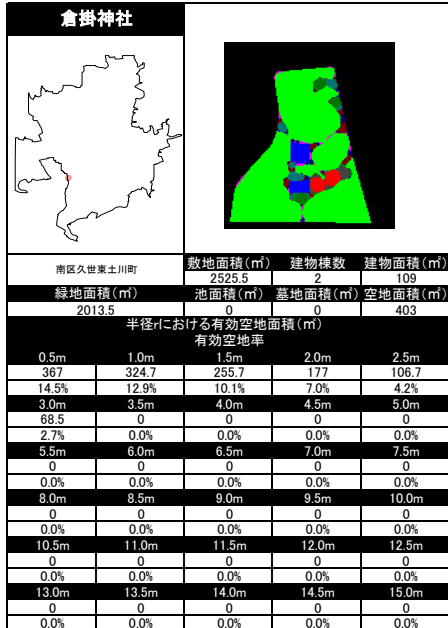 倉掛神社
南区久世東土川町
敷地面積(㎡) 建物棟数 建物面積(㎡)
2525.5 2 109
緑地面積(㎡) 池面積(㎡) 墓地面積(㎡) 空地面積(㎡)
2013.5 0 0 403
半径rにおける有効空地面積(㎡)
有効空地率
0.5m 1.0m 1.5m 2.0m 2.5m
367 324.7 255.7 177 106.7
14.5% 12.9% 10.1% 7.0% 4.2%
3.0m 3.5m 4.0m 4.5m 5.0m
68.5 0 0 0 0
2.7% 0.0% 0.0% 0.0% 0.0%
5.5m 6.0m 6.5m 7.0m 7.5m
0 0 0 0 0
0.0% 0.0% 0.0% 0.0% 0.0%
8.0m 8.5m 9.0m 9.5m 10.0m
0 0 0 0 0
0.0% 0.0% 0.0% 0.0% 0.0%
10.5m 11.0m 11.5m 12.0m 12.5m
0 0 0 0 0
0.0% 0.0% 0.0% 0.0% 0.0%
13.0m 13.5m 14.0m 14.5m 15.0m
0 0 0 0 0
0.0% 0.0% 0.0% 0.0% 0.0%